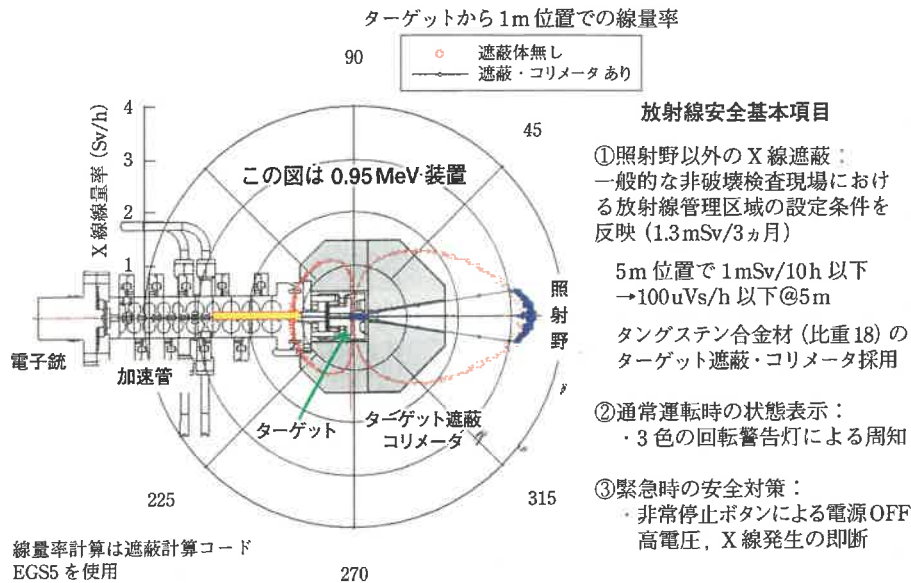 ターゲットから1m位置での線量率
遮蔽体無し
遮蔽・コリメータあり
90
45
4
3
2
1
X線線量率 (Sv/h)
この図は 0.95MeV 装置
照射野
電子銃
加速管
ターゲット
ターゲット遮蔽
コリメータ
225
315
270
線量率計算は遮蔽計算コード
EGS5を使用
放射線安全基本項目
①照射野以外のX線遮蔽：
一般的な非破壊検査現場におけ
る放射線管理区域の設定条件を
反映 (1.3mSv/3ヵ月)
5m位置で1mSv/10h以下
→100uVs/h以下@5m
タングステン合金材 (比重18) の
ターゲット遮蔽・コリメータ採用
②通常運転時の状態表示：
・3色の回転警告灯による周知
③緊急時の安全対策：
・非常停止ボタンによる電源OFF
高電圧，X線発生の即断